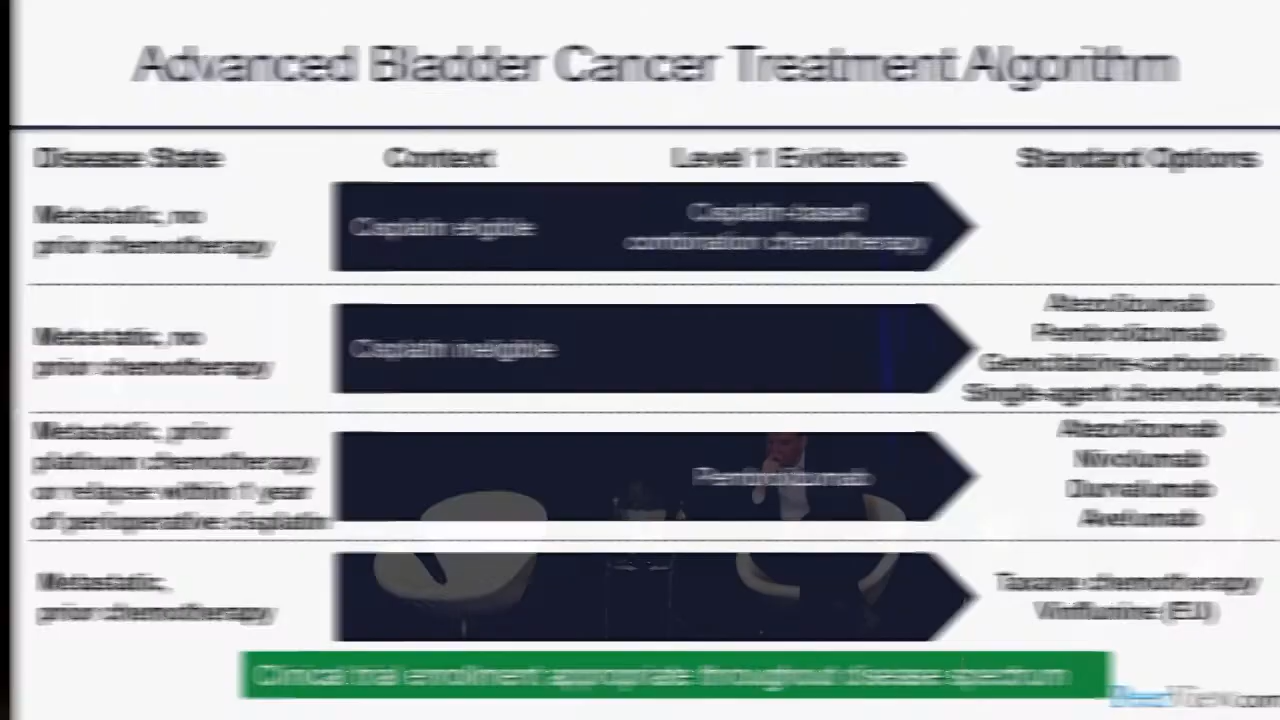 Advanced Bladder Cancer Treatment Algorithm
Disease State Context Level 1 Evidence Standard Options
Metastatic, no
prior chemotherapy
Cisplatin eligible
Cisplatin-based
combination chemotherapy
Metastatic, no
prior chemotherapy
Cisplatin ineligible
Atezolizumab
Pembrolizumab
Gemcitabine-carboplatin
Single-agent chemotherapy
Metastatic, prior
platinum chemotherapy
or relapse within 1 year
of perioperative cisplatin
Pembrolizumab
Atezolizumab
Nivolumab
Durvalumab
Avelumab
Metastatic,
prior chemotherapy
Taxane chemotherapy
Vinflunine (EU)
Clinical trial enrollment appropriate throughout disease spectrum